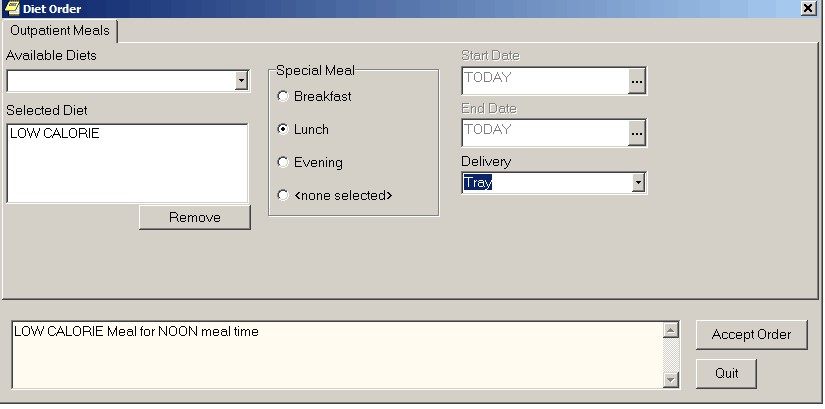 Diet Order
Outpatient Meals
Available Diets
Selected Diet
LOW CALORIE
Remove
Special Meal
Breakfast
Lunch
Evening
<none selected>
Start Date
TODAY
...
End Date
TODAY
...
Delivery
Tray
LOW CALORIE Meal for NOON meal time
Accept Order
Quit